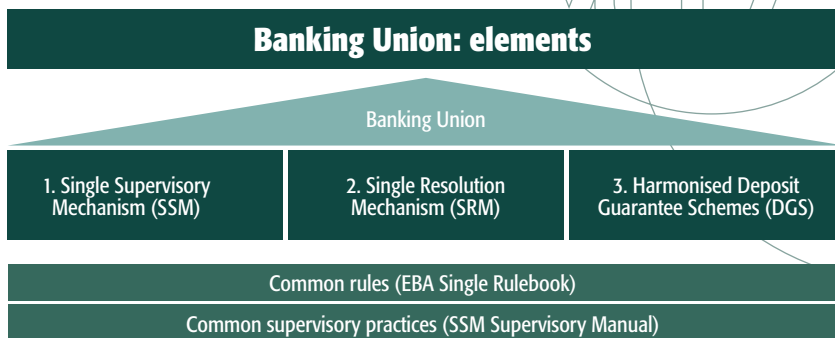 Banking Union: elements
Banking Union
1. Single Supervisory
Mechanism (SSM)
2. Single Resolution
Mechanism (SRM)
3. Harmonised Deposit
Guarantee Schemes (DGS)
Common rules (EBA Single Rulebook)
Common supervisory practices (SSM Supervisory Manual)